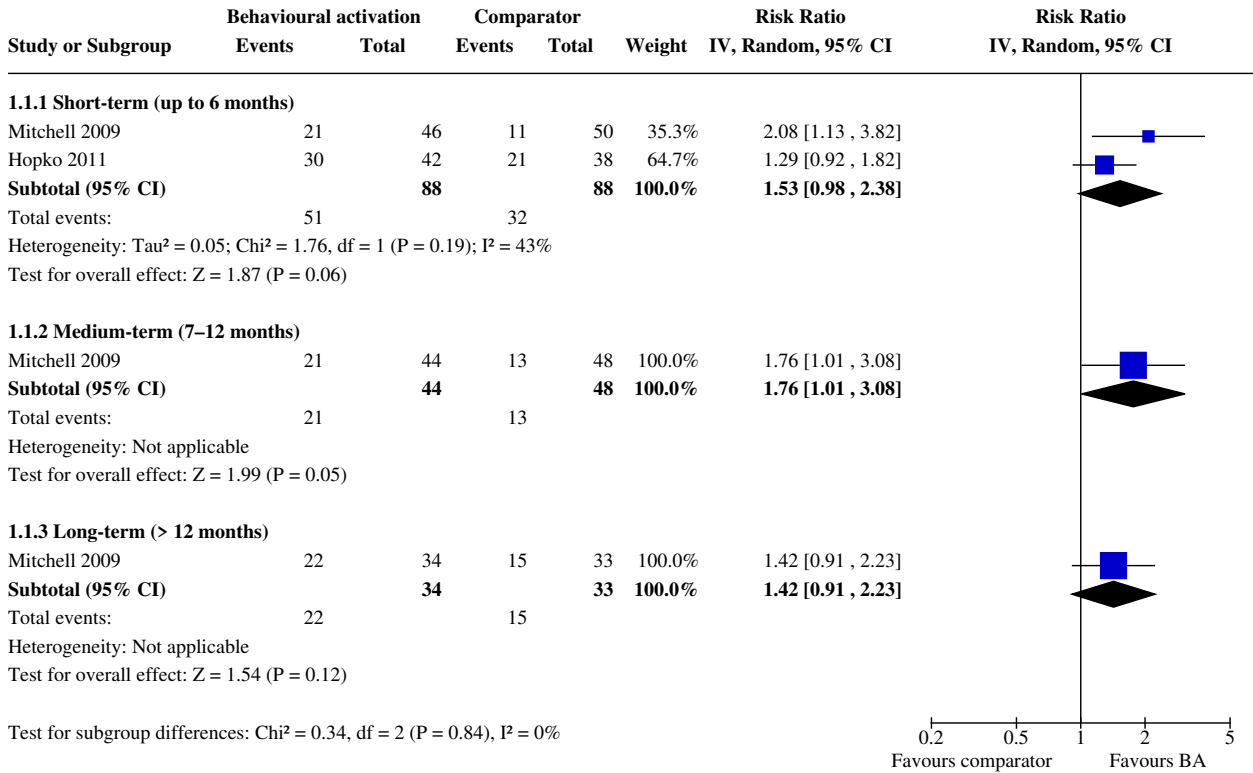 Behavioural activation Comparator Risk Ratio Risk Ratio
Study or Subgroup Events Total Events Total Weight IV, Random, 95% CI IV, Random, 95% CI
1.1.1 Short-term (up to 6 months)
Mitchell 2009 21 46 11 50 35.3% 2.08 [1.13 , 3.82]
Hopko 2011 30 42 21 38 64.7% 1.29 [0.92 , 1.82]
Subtotal (95% CI) 88 88 100.0% 1.53 [0.98 , 2.38]
Total events: 51 32
Heterogeneity: Tau² = 0.05; Chi² = 1.76, df = 1 (P = 0.19); I² = 43%
Test for overall effect: Z = 1.87 (P = 0.06)
1.1.2 Medium-term (7–12 months)
Mitchell 2009 21 44 13 48 100.0% 1.76 [1.01 , 3.08]
Subtotal (95% CI) 44 48 100.0% 1.76 [1.01 , 3.08]
Total events: 21 13
Heterogeneity: Not applicable
Test for overall effect: Z = 1.99 (P = 0.05)
1.1.3 Long-term (> 12 months)
Mitchell 2009 22 34 15 33 100.0% 1.42 [0.91 , 2.23]
Subtotal (95% CI) 34 33 100.0% 1.42 [0.91 , 2.23]
Total events: 22 15
Heterogeneity: Not applicable
Test for overall effect: Z = 1.54 (P = 0.12)
Test for subgroup differences: Chi² = 0.34, df = 2 (P = 0.84), I² = 0%
0.2 0.5 1 2 5
Favours comparator Favours BA